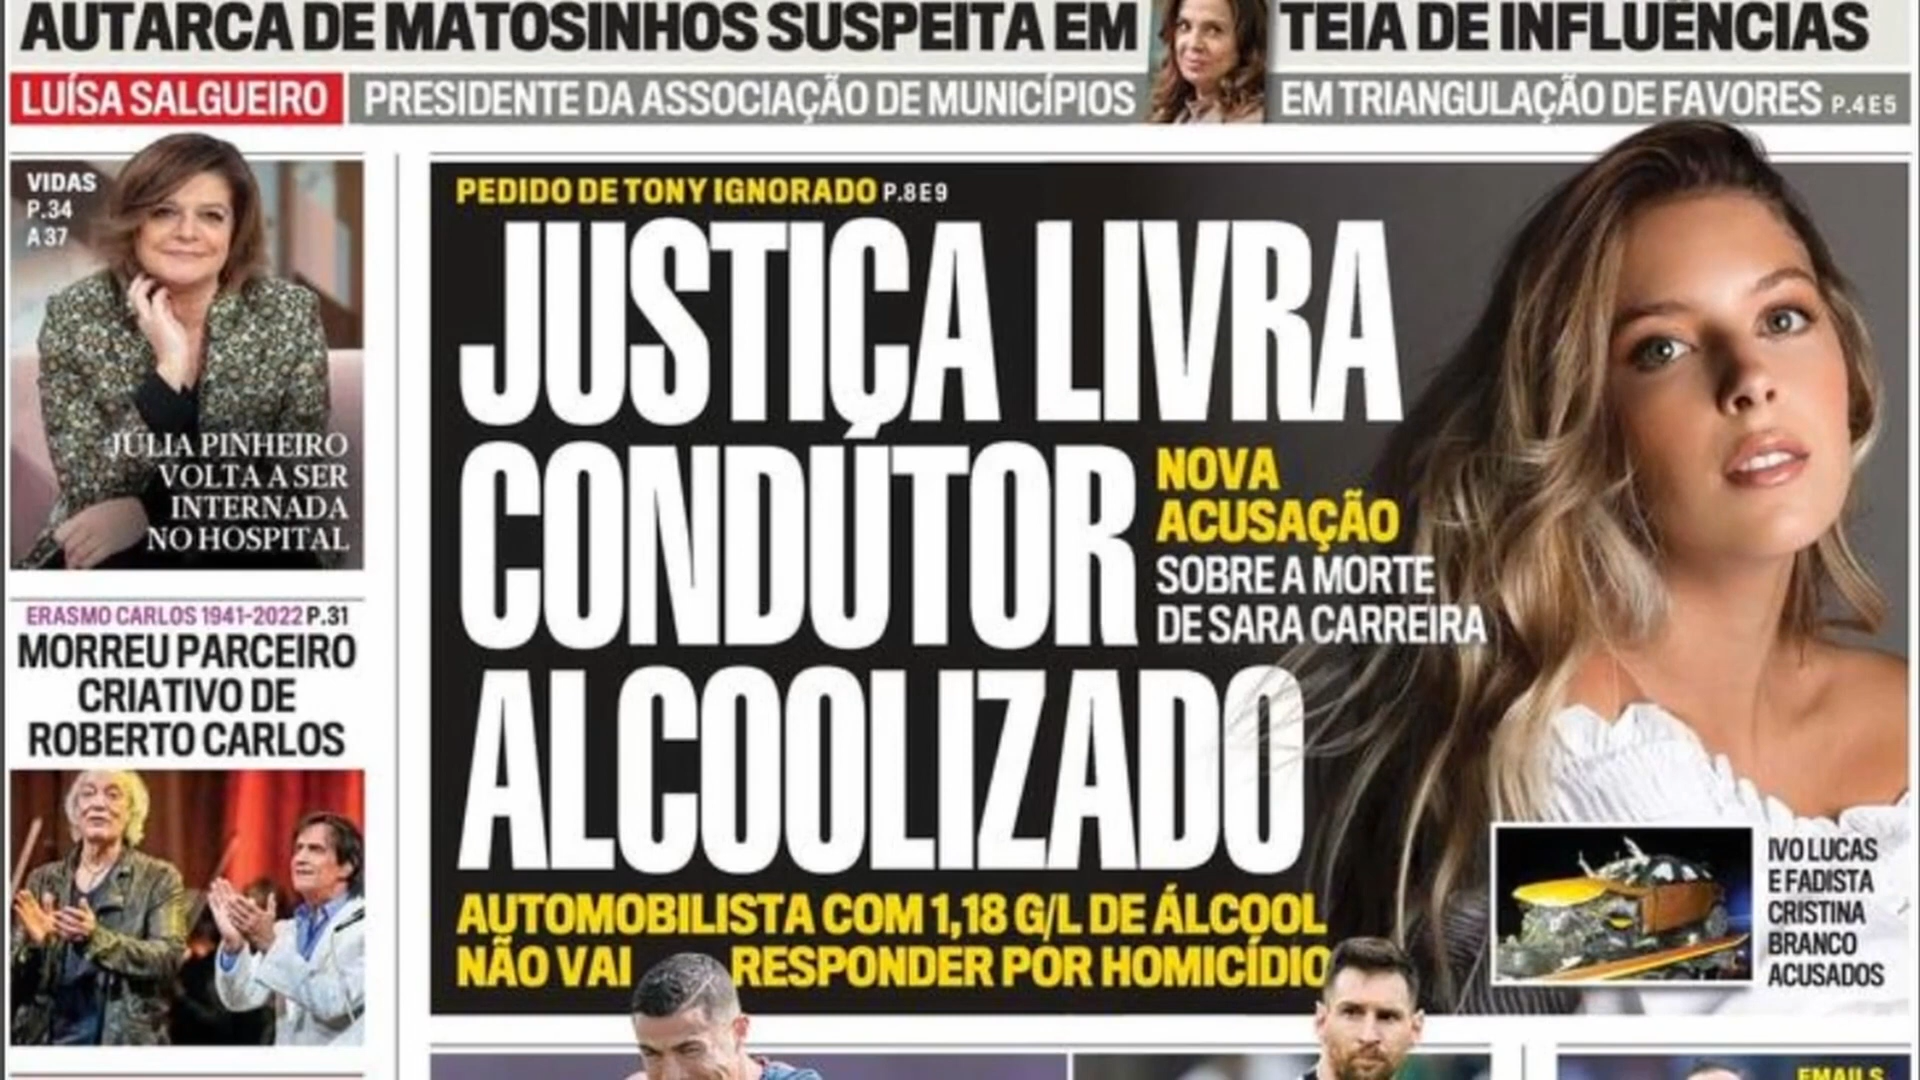 AUTARCA DE MATOSINHOS SUSPEITA EM TEIA DE INFLUÊNCIAS
LUÍSA SALGUEIRO PRESIDENTE DA ASSOCIAÇÃO DE MUNICÍPIOS EM TRIANGULAÇÃO DE FAVORES P.4 E 5
VIDAS
P.34
A 37
JÚLIA PINHEIRO
VOLTA A SER
INTERNADA
NO HOSPITAL
ERASMO CARLOS 1941-2022 P.31
MORREU PARCEIRO
CRIATIVO DE
ROBERTO CARLOS
PEDIDO DE TONY IGNORADO P.8 E 9
JUSTIÇA LIVRA
CONDUTOR
ALCOOLIZADO
NOVA
ACUSAÇÃO
SOBRE A MORTE
DE SARA CARREIRA
AUTOMOBILISTA COM 1,18 G/L DE ÁLCOOL
NÃO VAI RESPONDER POR HOMICÍDIO
IVO LUCAS
E FADISTA
CRISTINA
BRANCO
ACUSADOS
EMAILS